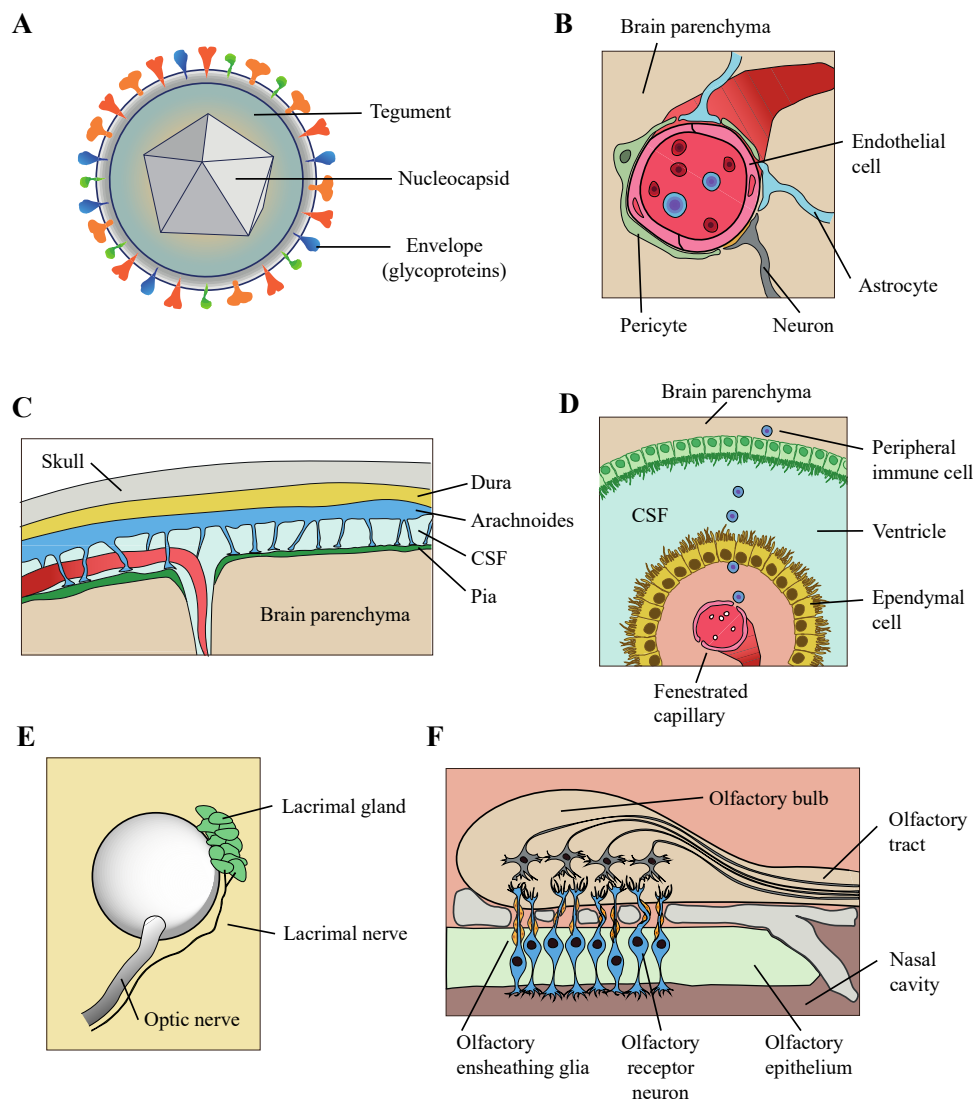 A
Tegument
Nucleocapsid
Envelope
(glycoproteins)
B
Brain parenchyma
Endothelial
cell
Astrocyte
Pericyte
Neuron
C
Skull
Dura
Arachnoides
CSF
Pia
Brain parenchyma
D
Brain parenchyma
Peripheral
immune cell
CSF
Ventricle
Ependymal
cell
Fenestrated
capillary
E
Lacrimal gland
Lacrimal nerve
Optic nerve
F
Olfactory bulb
Olfactory
tract
Nasal
cavity
Olfactory
ensheathing glia
Olfactory
receptor
neuron
Olfactory
epithelium